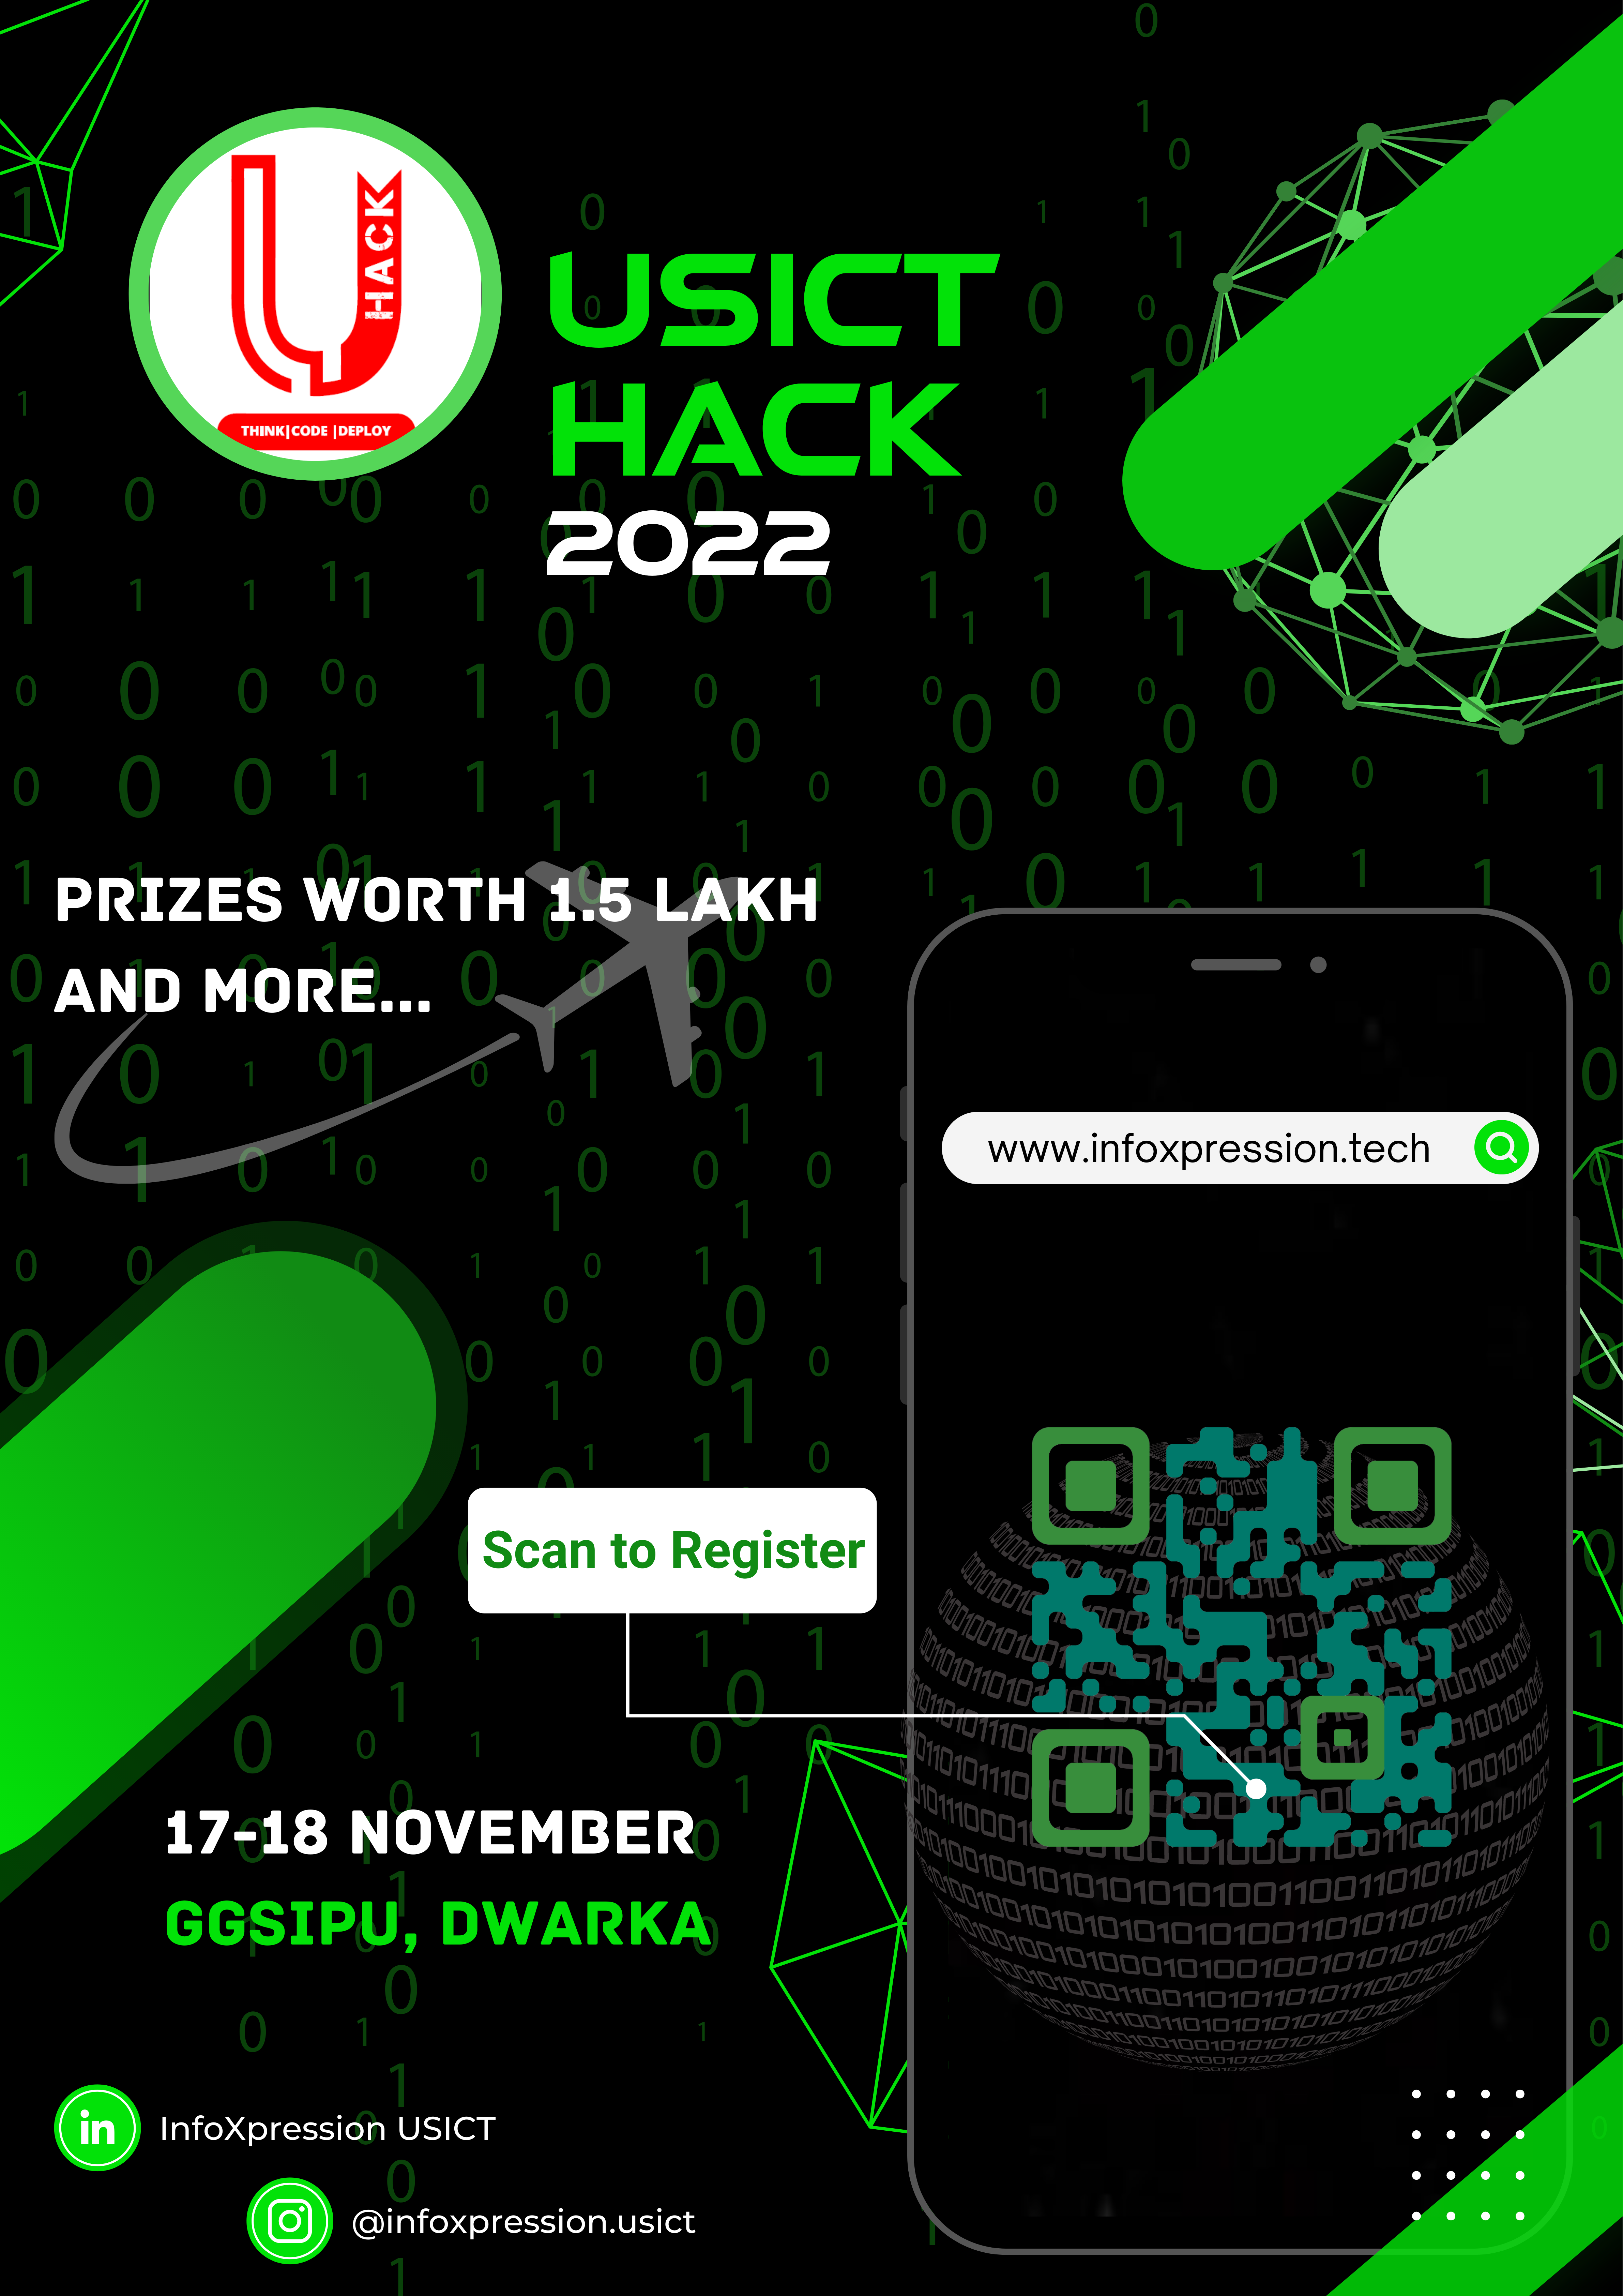 HACK
THINK|CODE |DEPLOY
USICT
HACK
2022
PRIZES WORTH 1.5 LAKH
AND MORE...
www.infoxpression.tech
Scan to Register
17-18 NOVEMBER
GGSIPU, DWARKA
in InfoXpression USICT
@infoxpression.usict